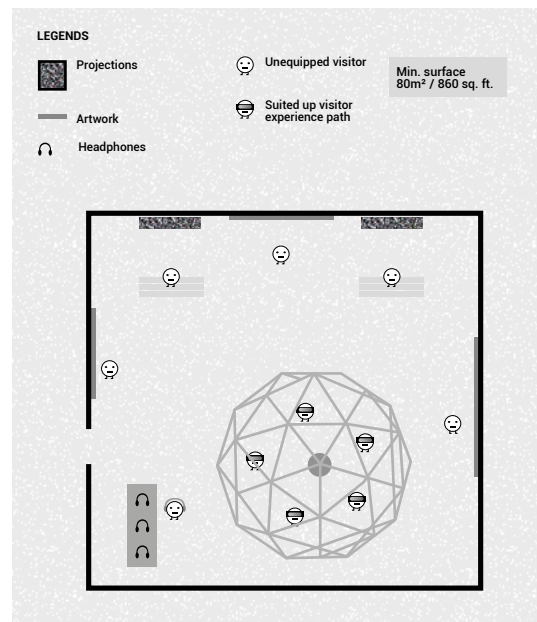 LEGENDS
Projections
Artwork
Headphones
Unequipped visitor
Suited up visitor
experience path
Min. surface
80m² / 860 sq. ft.